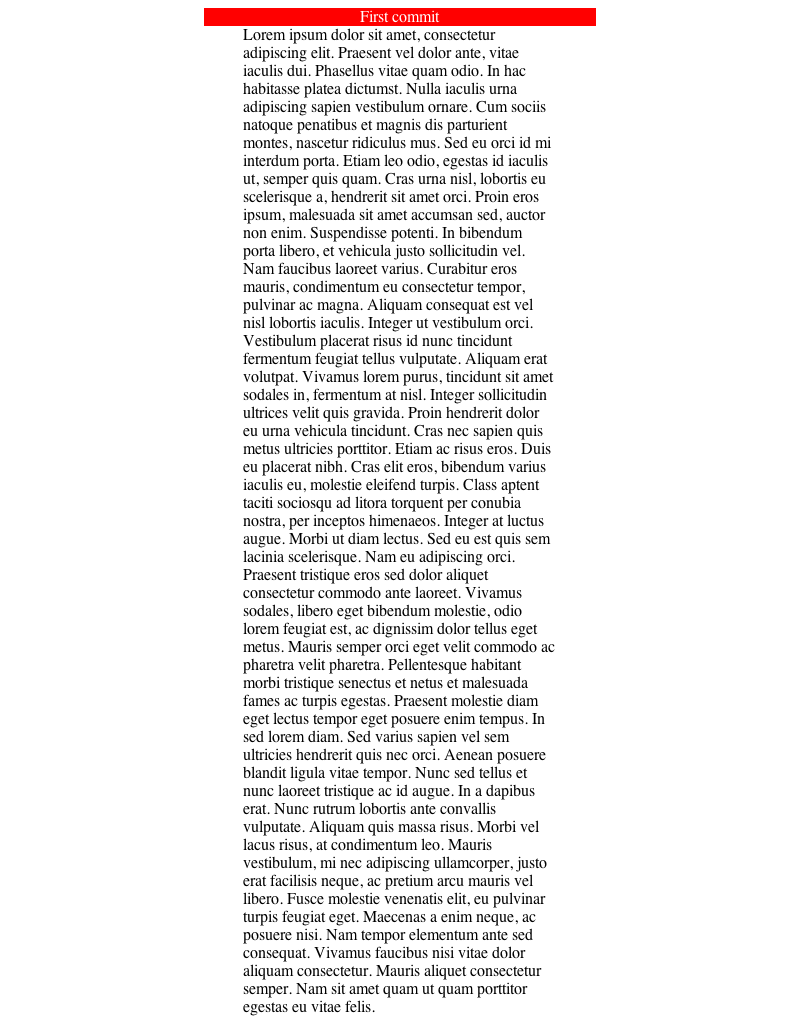 First commit
Lorem ipsum dolor sit amet, consectetur
adipiscing elit. Praesent vel dolor ante, vitae
iaculis dui. Phasellus vitae quam odio. In hac
habitasse platea dictumst. Nulla iaculis urna
adipiscing sapien vestibulum ornare. Cum sociis
natoque penatibus et magnis dis parturient
montes, nascetur ridiculus mus. Sed eu orci id mi
interdum porta. Etiam leo odio, egestas id iaculis
ut, semper quis quam. Cras urna nisl, lobortis eu
scelerisque a, hendrerit sit amet orci. Proin eros
ipsum, malesuada sit amet accumsan sed, auctor
non enim. Suspendisse potenti. In bibendum
porta libero, et vehicula justo sollicitudin vel.
Nam faucibus laoreet varius. Curabitur eros
mauris, condimentum eu consectetur tempor,
pulvinar ac magna. Aliquam consequat est vel
nisl lobortis iaculis. Integer ut vestibulum orci.
Vestibulum placerat risus id nunc tincidunt
fermentum feugiat tellus vulputate. Aliquam erat
volutpat. Vivamus lorem purus, tincidunt sit amet
sodales in, fermentum at nisl. Integer sollicitudin
ultrices velit quis gravida. Proin hendrerit dolor
eu urna vehicula tincidunt. Cras nec sapien quis
metus ultricies porttitor. Etiam ac risus eros. Duis
eu placerat nibh. Cras elit eros, bibendum varius
iaculis eu, molestie eleifend turpis. Class aptent
taciti sociosqu ad litora torquent per conubia
nostra, per inceptos himenaeos. Integer at luctus
augue. Morbi ut diam lectus. Sed eu est quis sem
lacinia scelerisque. Nam eu adipiscing orci.
Praesent tristique eros sed dolor aliquet
consectetur commodo ante laoreet. Vivamus
sodales, libero eget bibendum molestie, odio
lorem feugiat est, ac dignissim dolor tellus eget
metus. Mauris semper orci eget velit commodo ac
pharetra velit pharetra. Pellentesque habitant
morbi tristique senectus et netus et malesuada
fames ac turpis egestas. Praesent molestie diam
eget lectus tempor eget posuere enim tempus. In
sed lorem diam. Sed varius sapien vel sem
ultricies hendrerit quis nec orci. Aenean posuere
blandit ligula vitae tempor. Nunc sed tellus et
nunc laoreet tristique ac id augue. In a dapibus
erat. Nunc rutrum lobortis ante convallis
vulputate. Aliquam quis massa risus. Morbi vel
lacus risus, at condimentum leo. Mauris
vestibulum, mi nec adipiscing ullamcorper, justo
erat facilisis neque, ac pretium arcu mauris vel
libero. Fusce molestie venenatis elit, eu pulvinar
turpis feugiat eget. Maecenas a enim neque, ac
posuere nisi. Nam tempor elementum ante sed
consequat. Vivamus faucibus nisi vitae dolor
aliquam consectetur. Mauris aliquet consectetur
semper. Nam sit amet quam ut quam porttitor
egestas eu vitae felis.